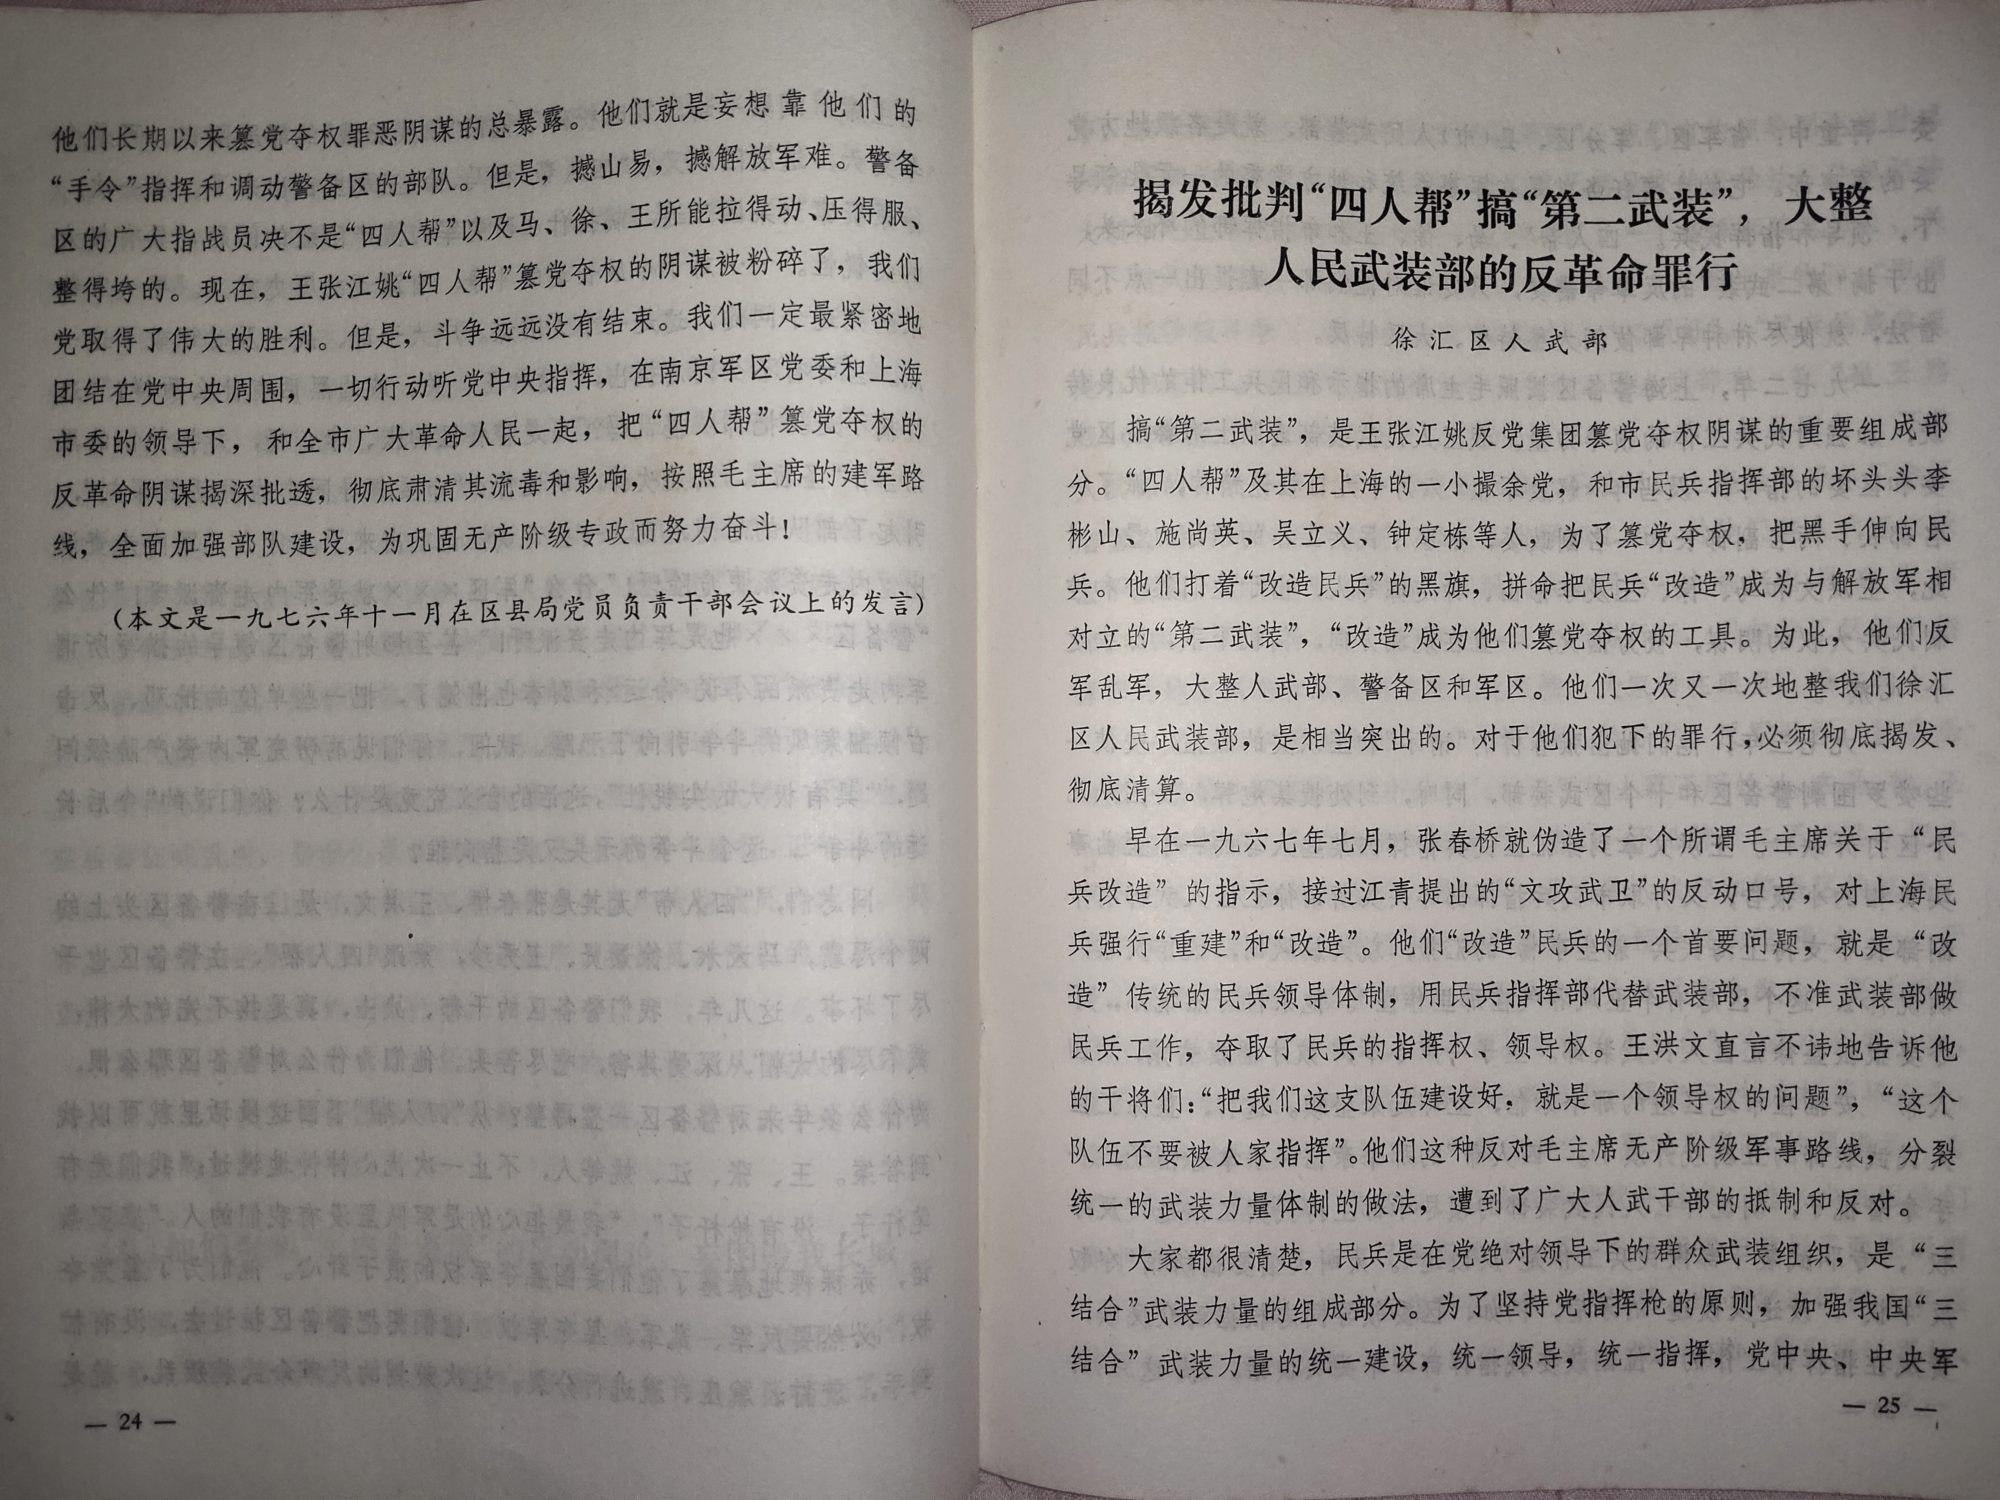 他们长期以来篡党夺权罪恶阴谋的总暴露。他们就是妄想靠他们的
“手令”指挥和调动警备区的部队。但是，撼山易，撼解放军难。警备
区的广大指战员决不是“四人帮”以及马、徐、王所能拉得动、压得服、
整得垮的。现在，王张江姚“四人帮”篡党夺权的阴谋被粉碎了，我们
党取得了伟大的胜利。但是，斗争远远没有结束。我们一定最紧密地
团结在党中央周围，一切行动听党中央指挥，在南京军区党委和上海
市委的领导下，和全市广大革命人民一起，把“四人帮”篡党夺权的
反革命阴谋揭深批透，彻底肃清其流毒和影响，按照毛主席的建军路
线，全面加强部队建设，为巩固无产阶级专政而努力奋斗！
（本文是一九七六年十一月在区县局党员负责干部会议上的发言）
— 24 —
揭发批判“四人帮”搞“第二武装”，大整
人民武装部的反革命罪行
徐汇区人武部
搞“第二武装”，是王张江姚反党集团篡党夺权阴谋的重要组成部
分。“四人帮”及其在上海的一小撮余党，和市民兵指挥部的坏头头李
彬山、施尚英、吴立义、钟定栋等人，为了篡党夺权，把黑手伸向民
兵。他们打着“改造民兵”的黑旗，拼命把民兵“改造”成为与解放军相
对立的“第二武装”，“改造”成为他们篡党夺权的工具。为此，他们反
军乱军，大整人武部、警备区和军区。他们一次又一次地整我们徐汇
区人民武装部，是相当突出的。对于他们犯下的罪行，必须彻底揭发、
彻底清算。
早在一九六七年七月，张春桥就伪造了一个所谓毛主席关于“民
兵改造”的指示，接过江青提出的“文攻武卫”的反动口号，对上海民
兵强行“重建”和“改造”。他们“改造”民兵的一个首要问题，就是“改
造”传统的民兵领导体制，用民兵指挥部代替武装部，不准武装部做
民兵工作，夺取了民兵的指挥权、领导权。王洪文直言不讳地告诉他
的干将们：“把我们这支队伍建设好，就是一个领导权的问题”，“这个
队伍不要被人家指挥”。他们这种反对毛主席无产阶级军事路线，分裂
统一的武装力量体制的做法，遭到了广大人武干部的抵制和反对。
大家都很清楚，民兵是在党绝对领导下的群众武装组织，是“三
结合”武装力量的组成部分。为了坚持党指挥枪的原则，加强我国“三
结合”武装力量的统一建设，统一领导，统一指挥，党中央、中央军
— 25 —